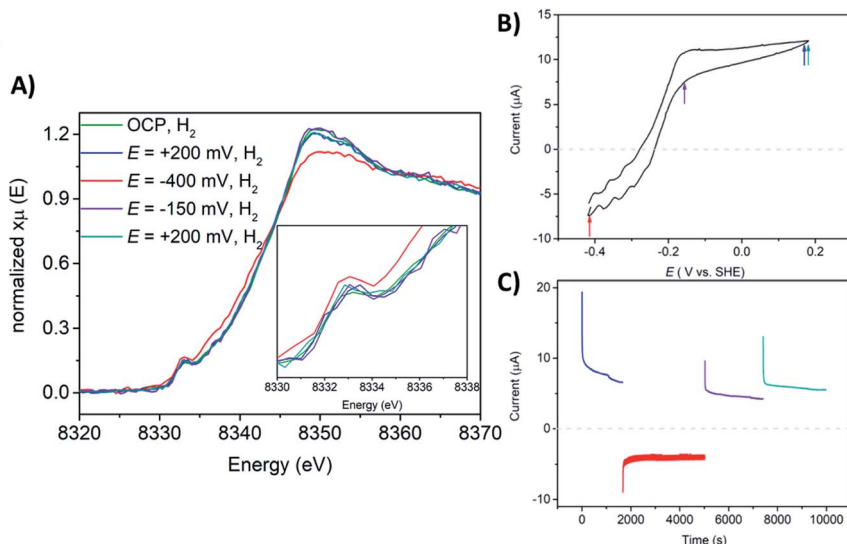 A)
normalized xμ (E)
1.2
0.9
0.6
0.3
0.0
OCP, H₂
E = +200 mV, H₂
E = -400 mV, H₂
E = -150 mV, H₂
E = +200 mV, H₂
8330 8332 8334 8336 8338
Energy (eV)
8320 8330 8340 8350 8360 8370
Energy (eV)
B)
Current (μA)
15
10
5
0
-5
-10
-0.4 -0.2 0.0 0.2
E ( V vs. SHE)
C)
Current (μA)
20
10
0
-5
-10
0 2000 4000 6000 8000 10000
Time (s)